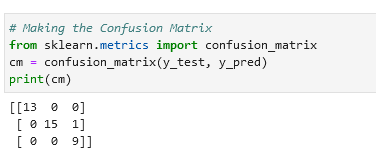 # Making the Confusion Matrix
from sklearn.metrics import confusion_matrix
cm = confusion_matrix(y_test, y_pred)
print(cm)
[[13  0  0]
 [ 0 15  1]
 [ 0  0  9]]